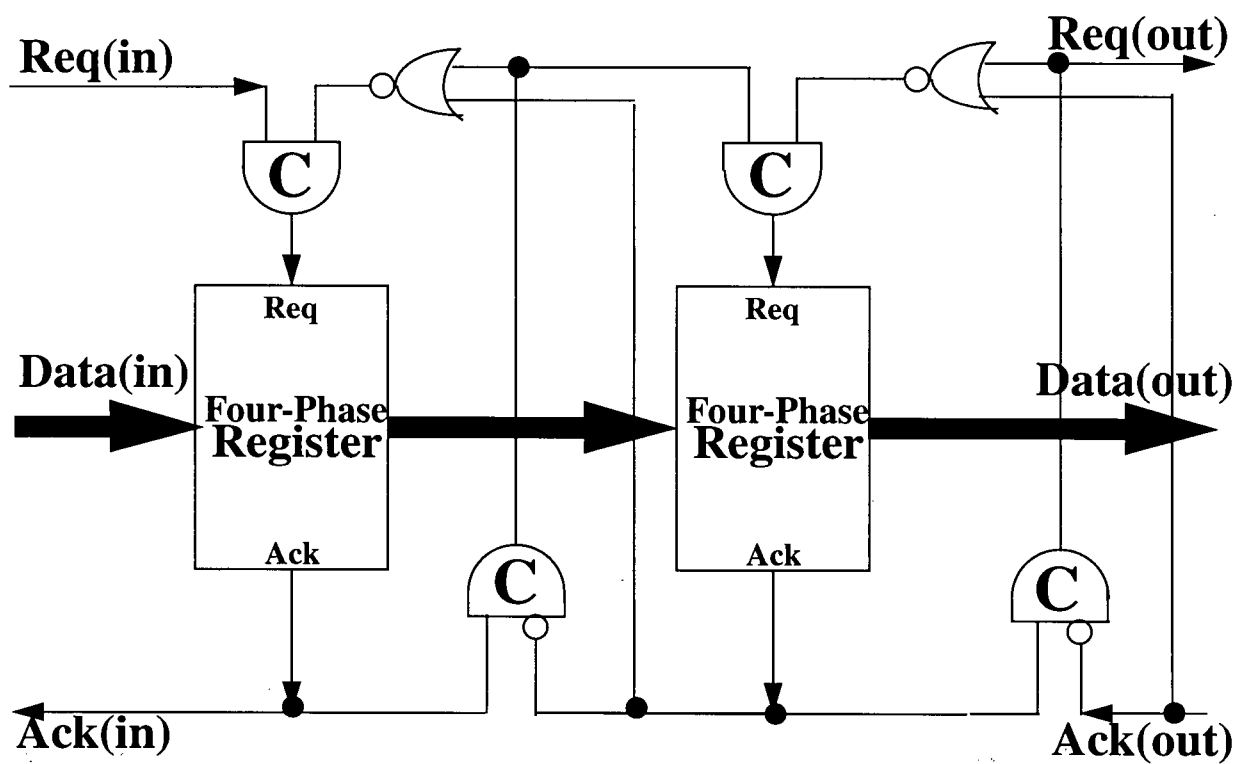 Req(in)
Req(out)
C
C
Req
Req
Data(in)
Data(out)
Four-Phase
Register
Four-Phase
Register
Ack
Ack
C
C
Ack(in)
Ack(out)